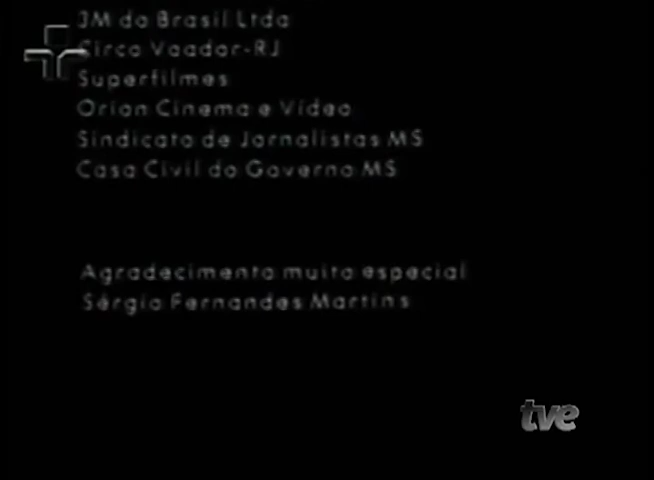 3M do Brasil Ltda
Circo Voador-RJ
Superfilmes
Orion Cinema e Vídeo
Sindicato de Jornalistas MS
Casa Civil do Governo MS
Agradecimento muito especial
Sérgio Fernandes Martins
tve